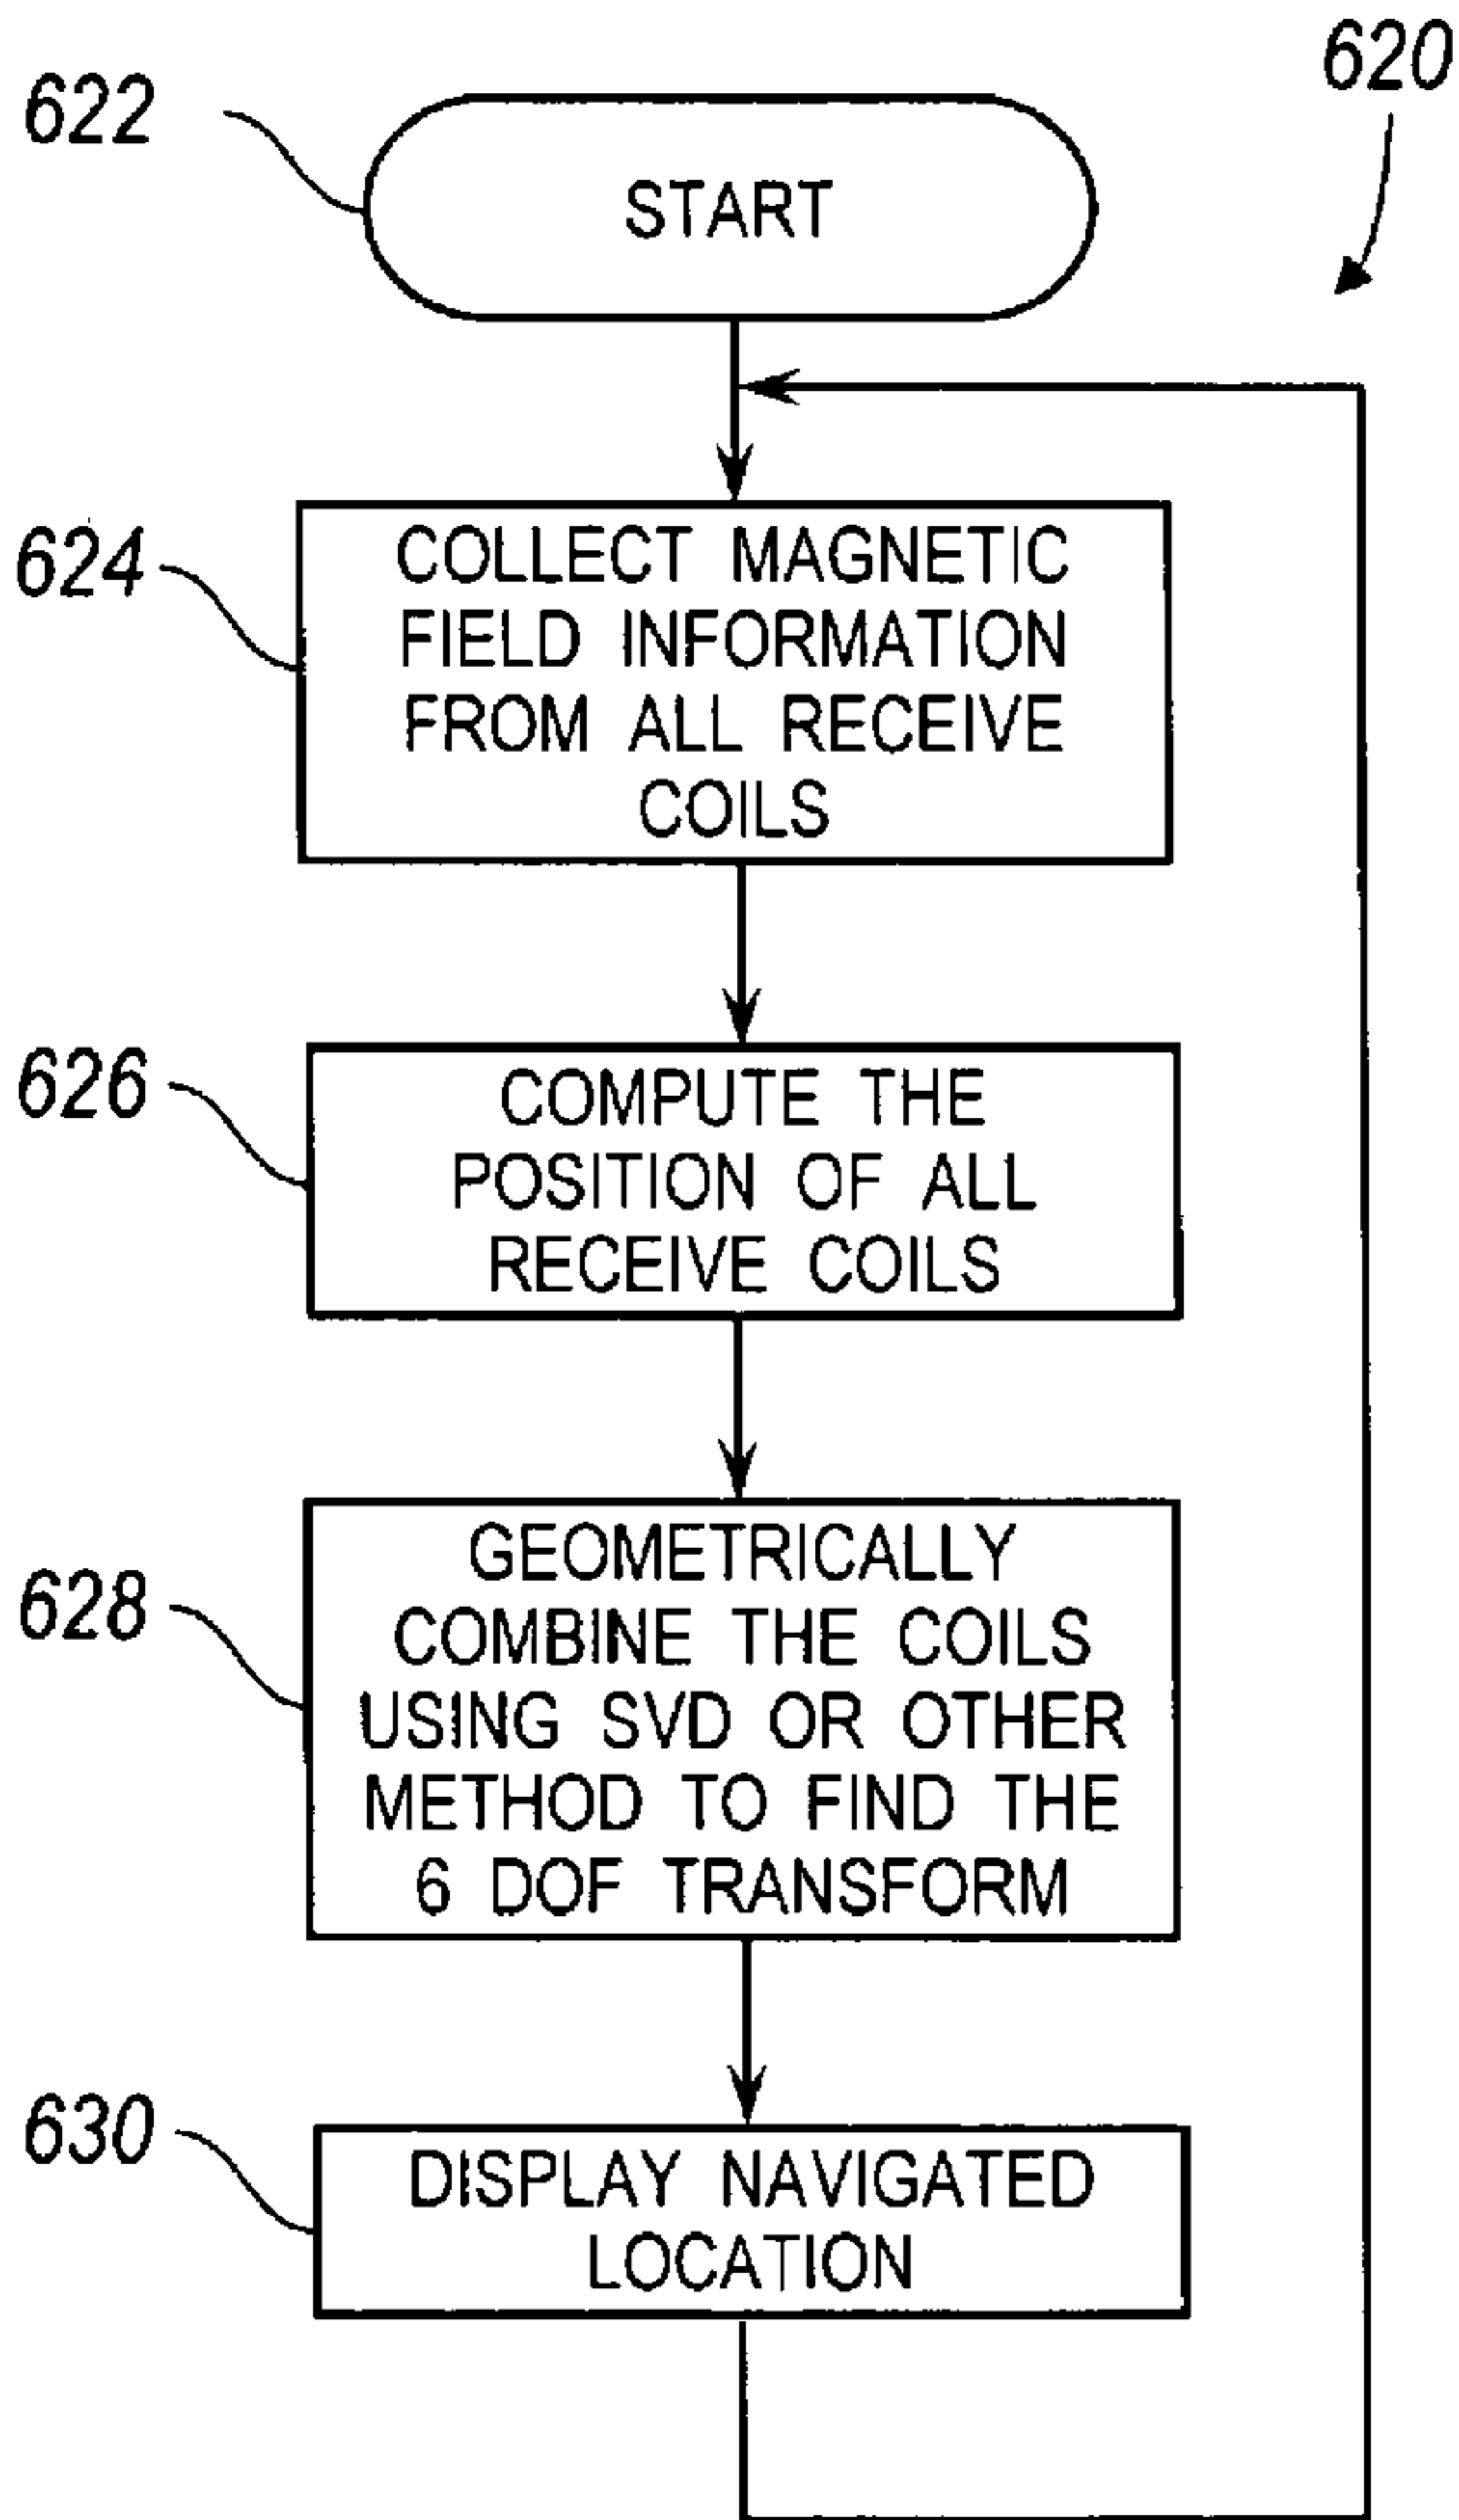 620
622
START
624
COLLECT MAGNETIC
FIELD INFORMATION
FROM ALL RECEIVE
COILS
626
COMPUTE THE
POSITION OF ALL
RECEIVE COILS
628
GEOMETRICALLY
COMBINE THE COILS
USING SVD OR OTHER
METHOD TO FIND THE
6 DOF TRANSFORM
630
DISPLAY NAVIGATED
LOCATION